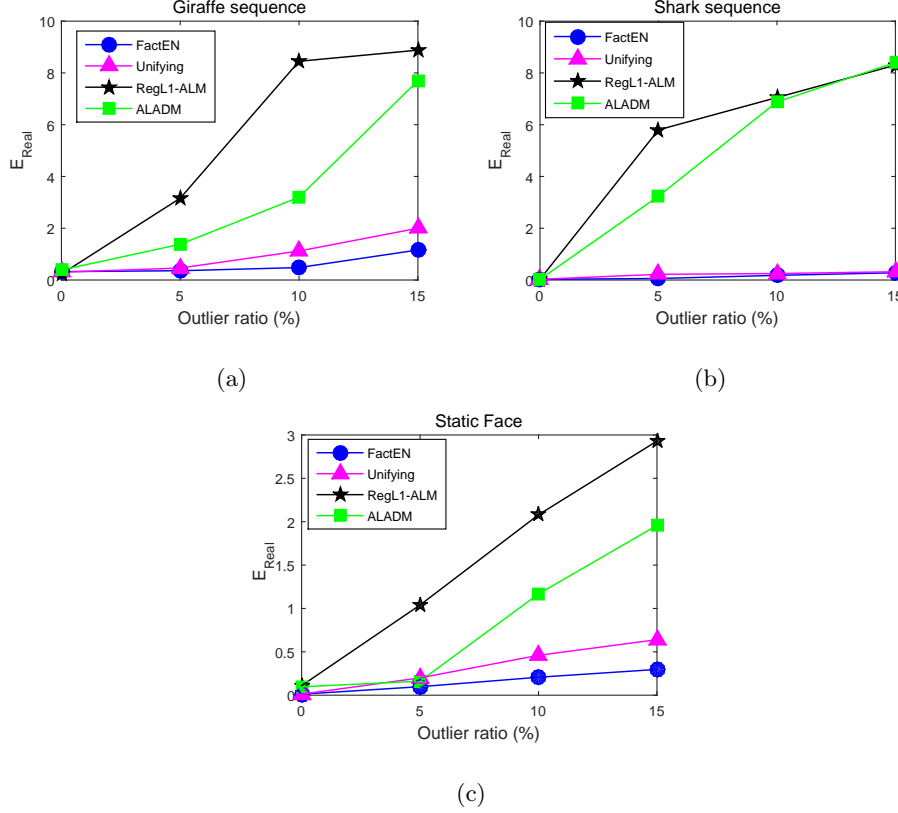 Giraffe sequence
10
8
6
4
2
0
E_Real
FactEN
Unifying
RegL1-ALM
ALADM
0 5 10 15
Outlier ratio (%)
(a)
Shark sequence
10
8
6
4
2
0
E_Real
FactEN
Unifying
RegL1-ALM
ALADM
0 5 10 15
Outlier ratio (%)
(b)
Static Face
3
2.5
2
1.5
1
0.5
0
E_Real
FactEN
Unifying
RegL1-ALM
ALADM
0 5 10 15
Outlier ratio (%)
(c)